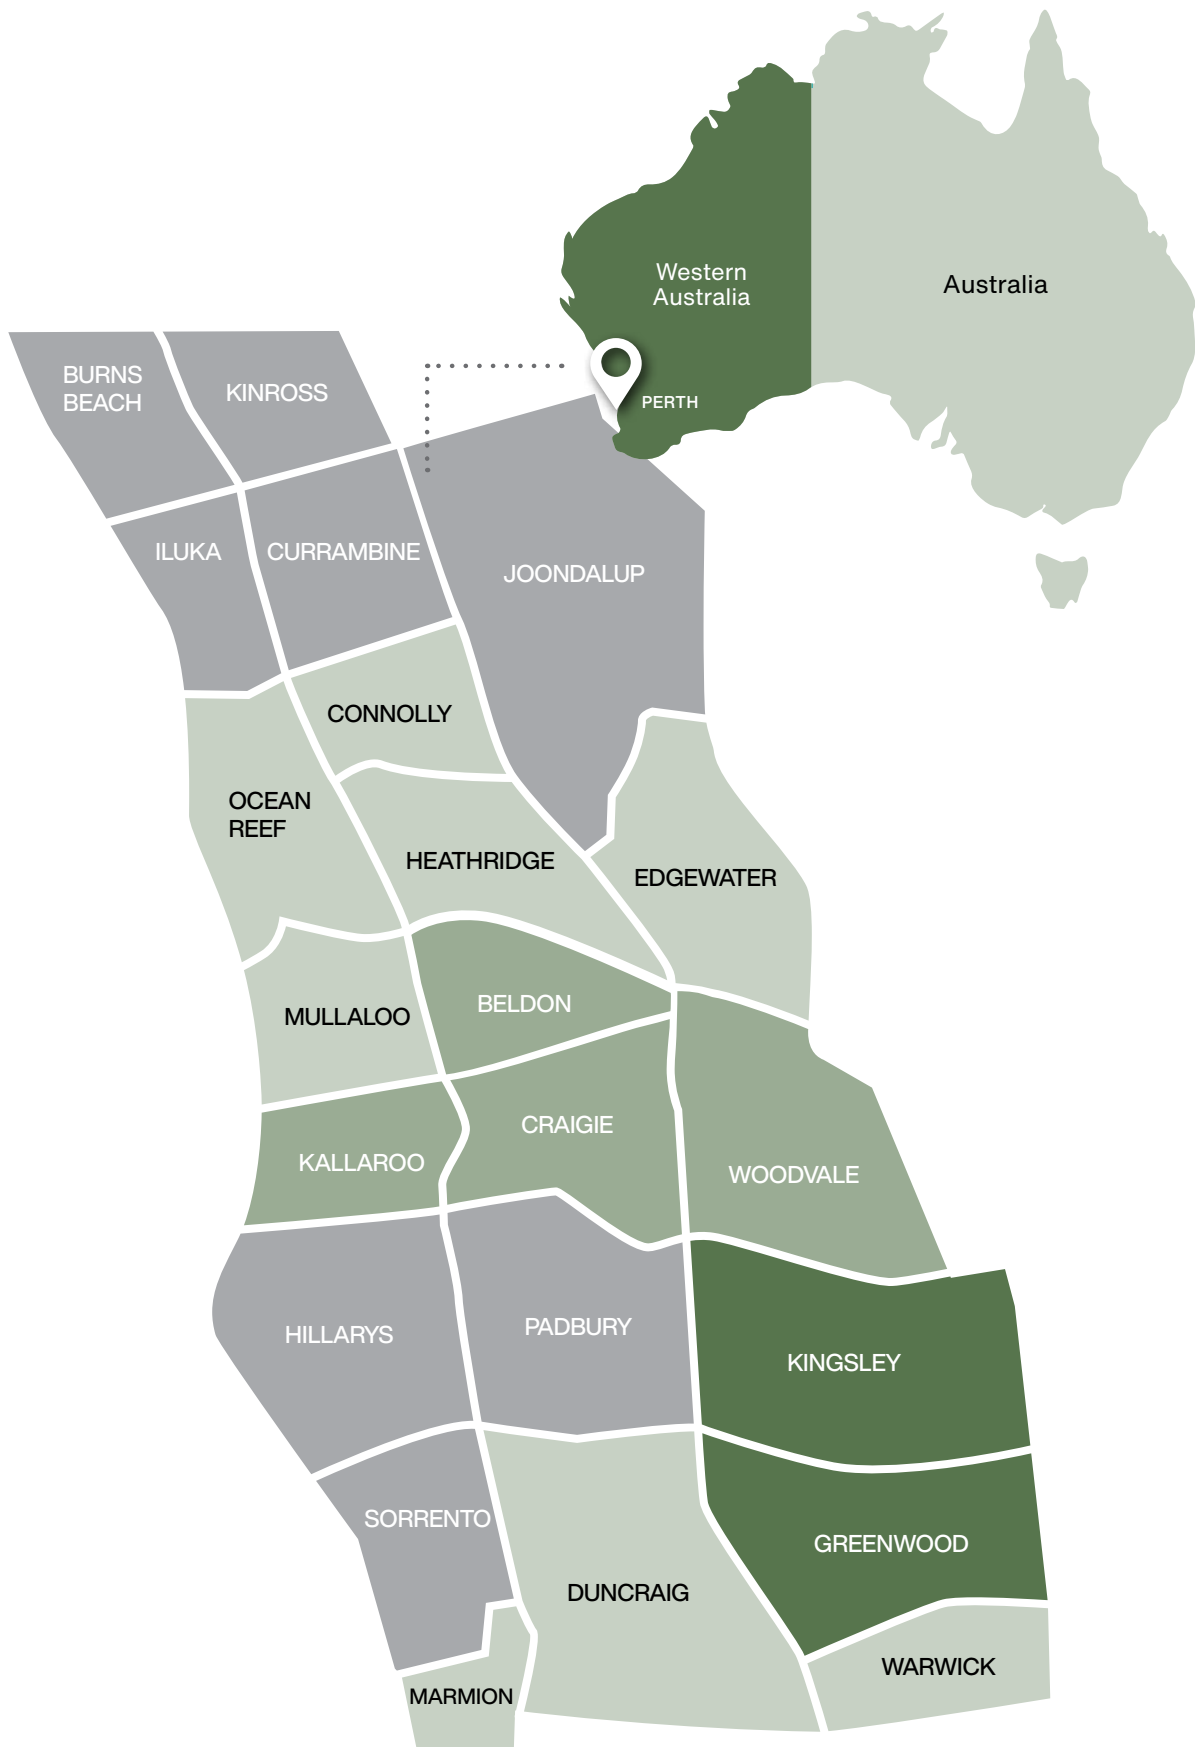 Western
Australia
Australia
PERTH
BURNS
BEACH
KINROSS
ILUKA
CURRAMBINE
JOONDALUP
CONNOLLY
OCEAN
REEF
HEATHRIDGE
EDGEWATER
MULLALOO
BELDON
CRAIGIE
KALLAROO
WOODVALE
HILLARYS
PADBURY
KINGSLEY
SORRENTO
GREENWOOD
DUNCRAIG
WARWICK
MARMION